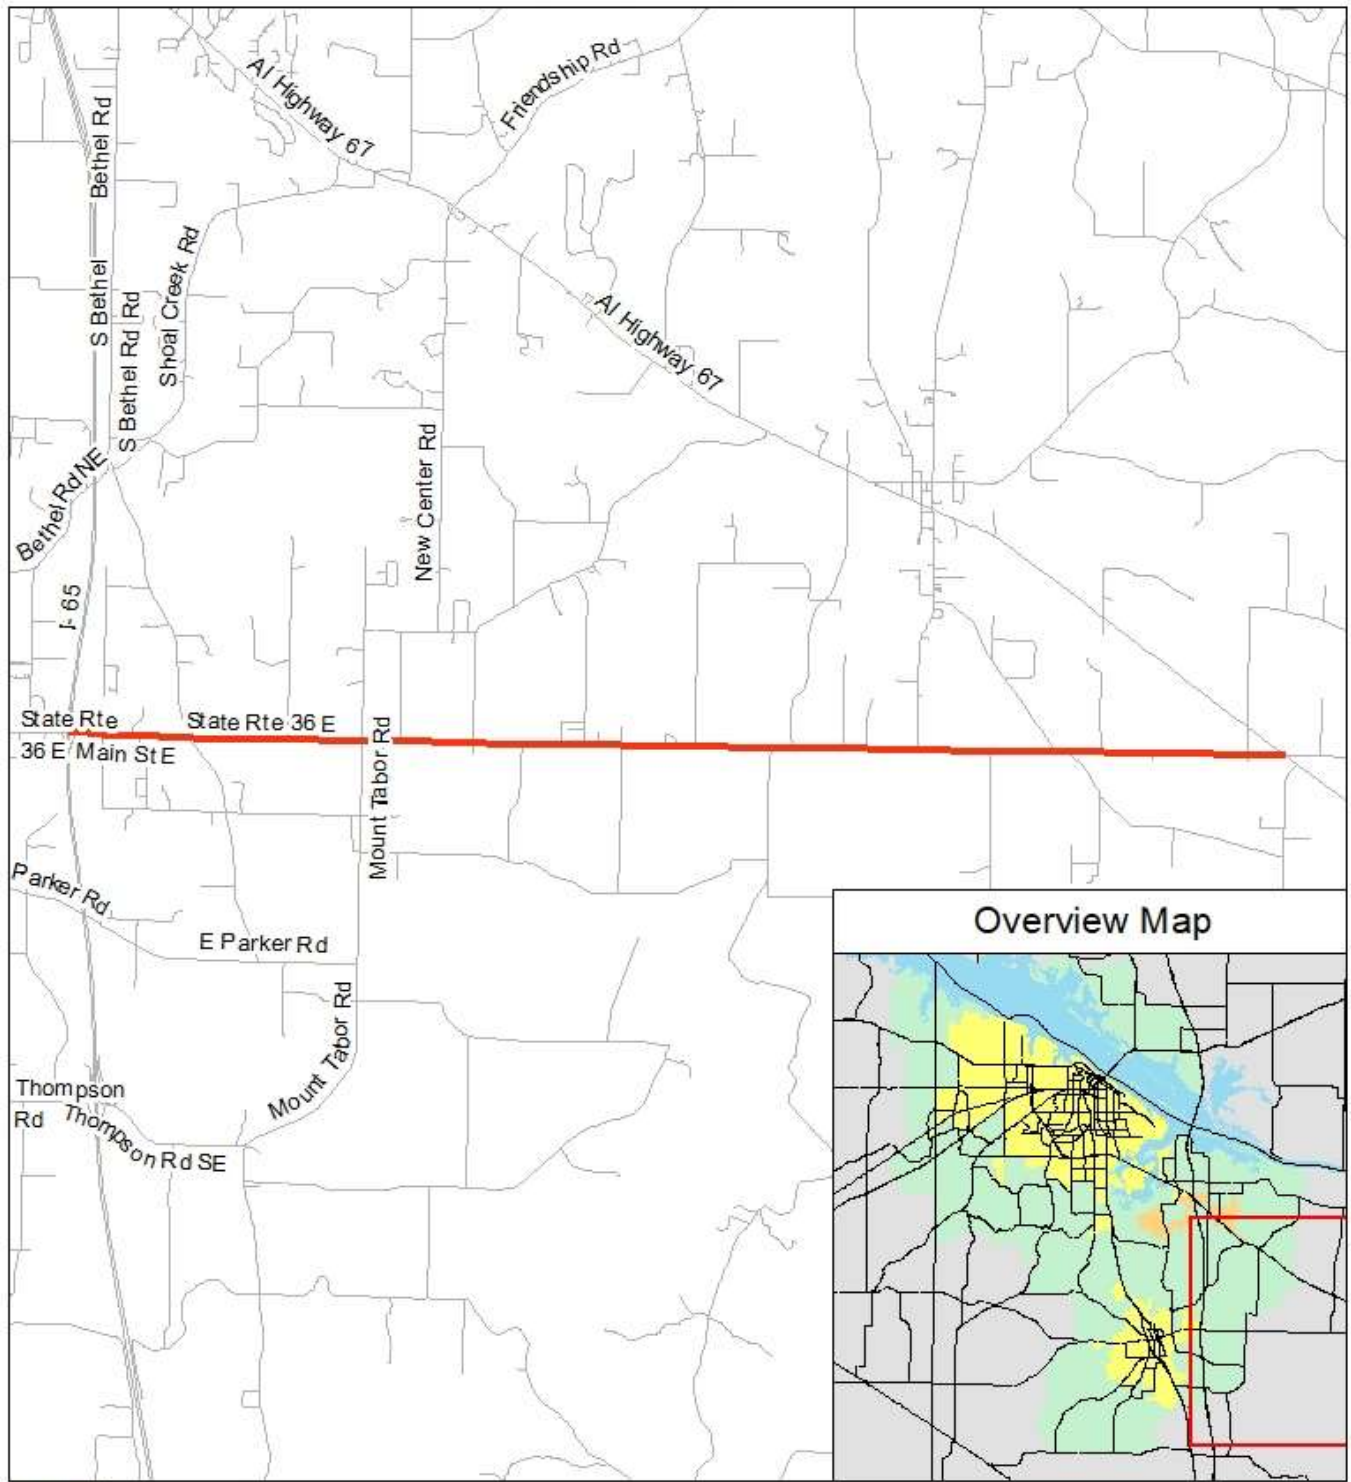 Al Highway 67
Friendship Rd
Bethel Rd
S Bethel
S Bethel Rd Rd
Shoal Creek Rd
Al Highway 67
New Center Rd
Bethel Rd NE
I- 65
State Rte
36 E
State Rte 36 E
Main St E
Mount Tabor Rd
Parker Rd
E Parker Rd
Mount Tabor Rd
Thompson
Rd
Thompson Rd SE
Overview Map